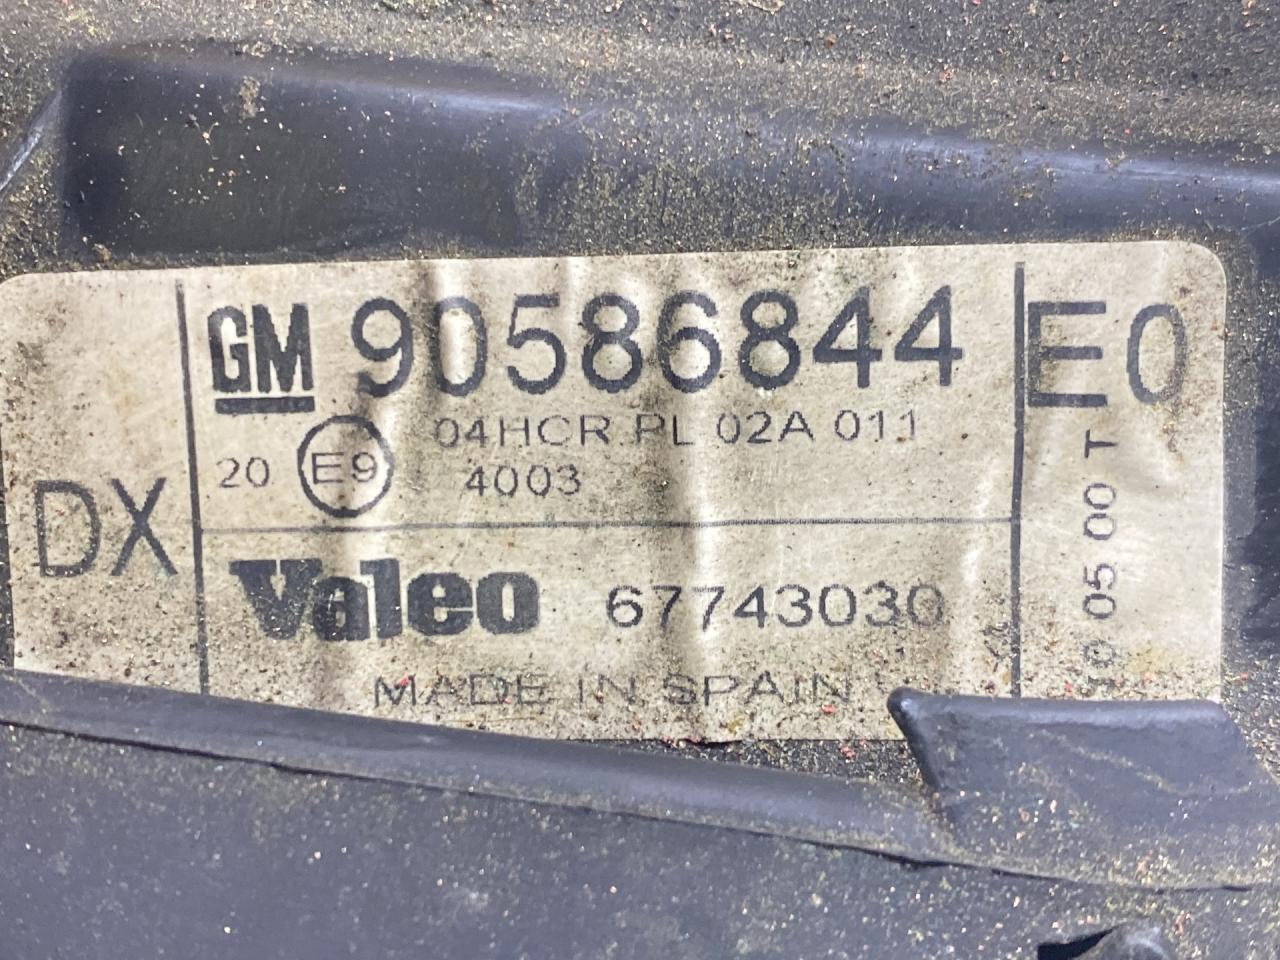 GM 90586844 E0
04HCR PL 02A 011
20 E9 4003
DX
Valeo 67743030
MADE IN SPAIN
05 00 T